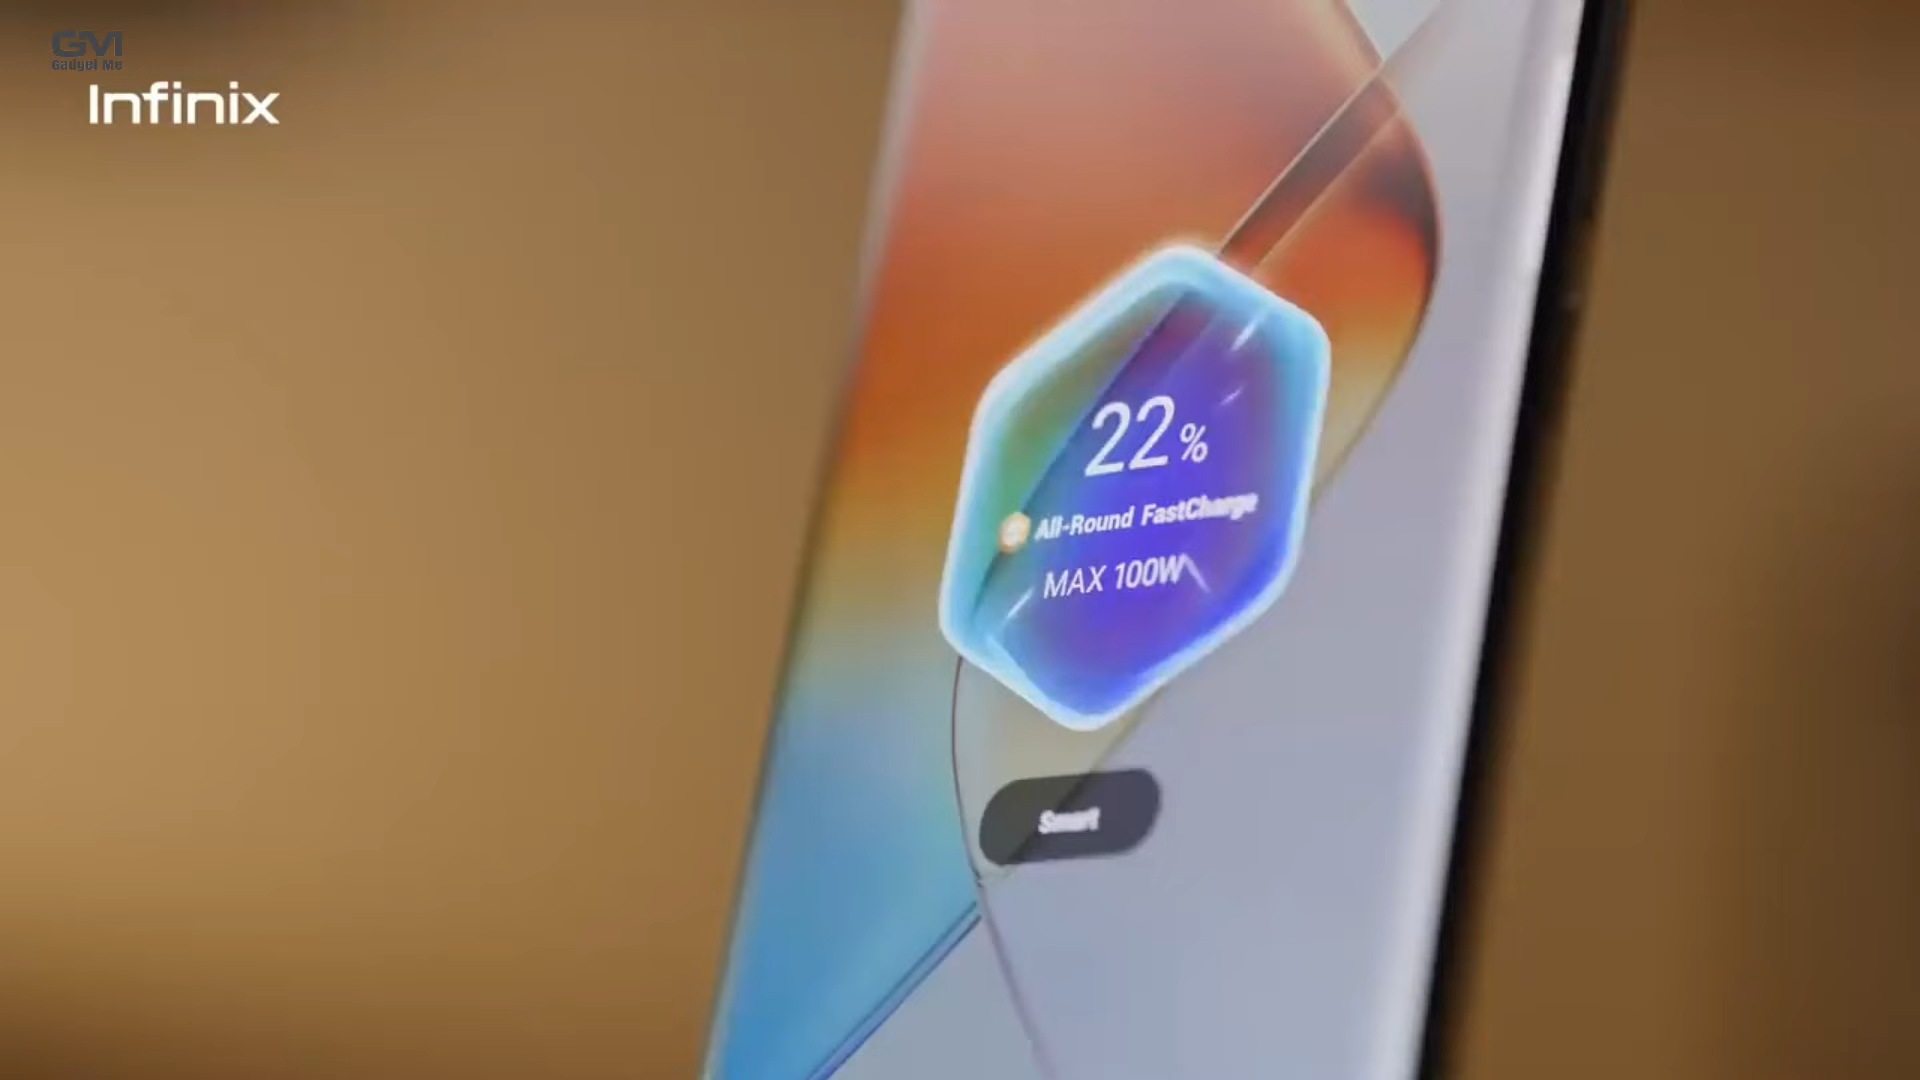 GM
Gadget Me
Infinix
22%
All-Round FastCharge
MAX 100W
Smart